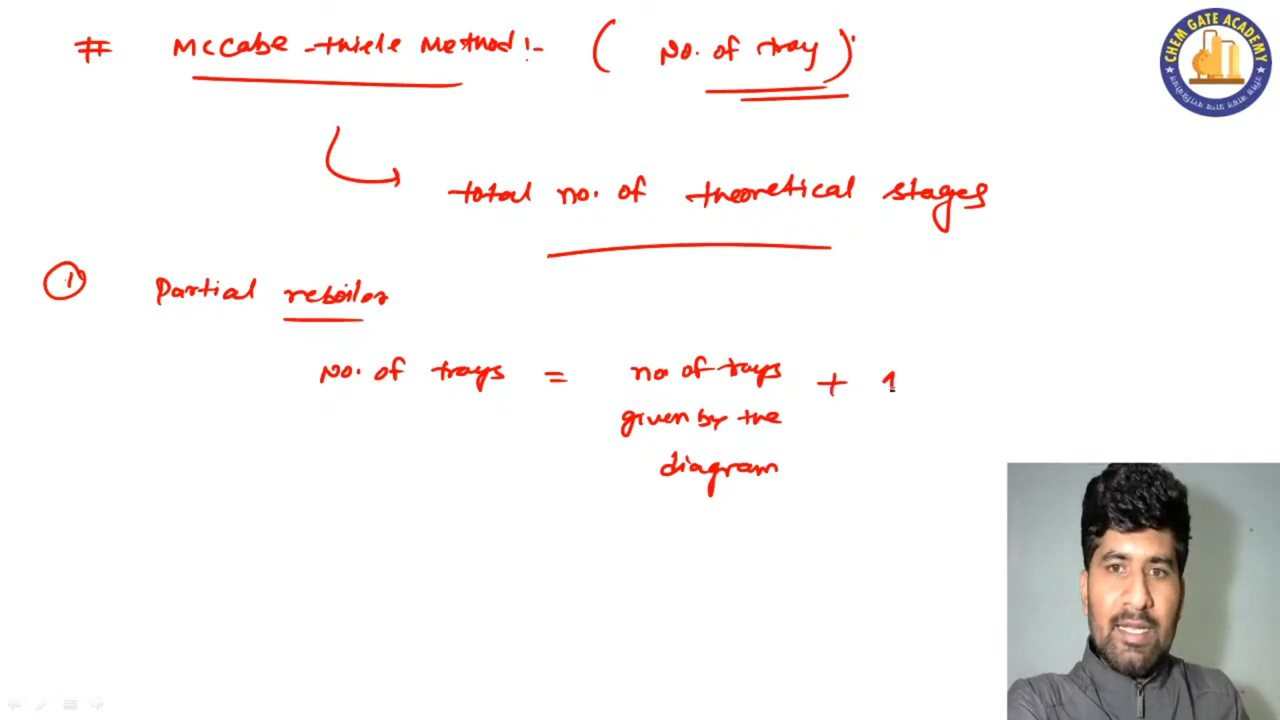 # McCabe-thiele Method:- ( No. of tray )
CHEM GATE ACADEMY
total no. of theoretical stages
1 Partial reboiler
No. of trays = no of trays + 1
given by the
diagram